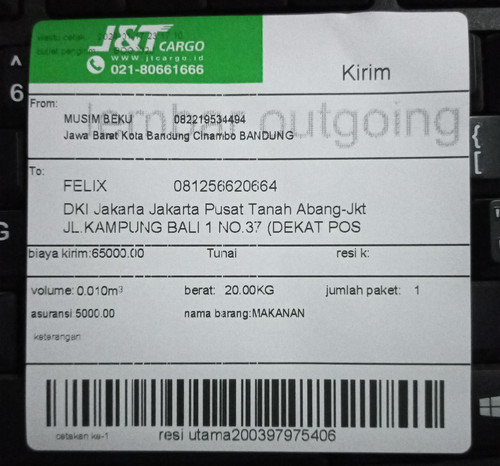 J&T CARGO
www.jtcargo.id
021-80661666
Kirim
lembar outgoing
From:
MUSIM BEKU 082219534494
Jawa Barat Kota Bandung Cinambo BANDUNG
To:
FELIX 081256620664
DKI Jakarta Jakarta Pusat Tanah Abang-Jkt
JL.KAMPUNG BALI 1 NO.37 (DEKAT POS
biaya kirim:65000.00 Tunai resi k:
volume: 0.010m³ berat: 20.00KG jumlah paket: 1
asuransi 5000.00 nama barang:MAKANAN
keterangan
cetakan ke-1 resi utama200397975406
6